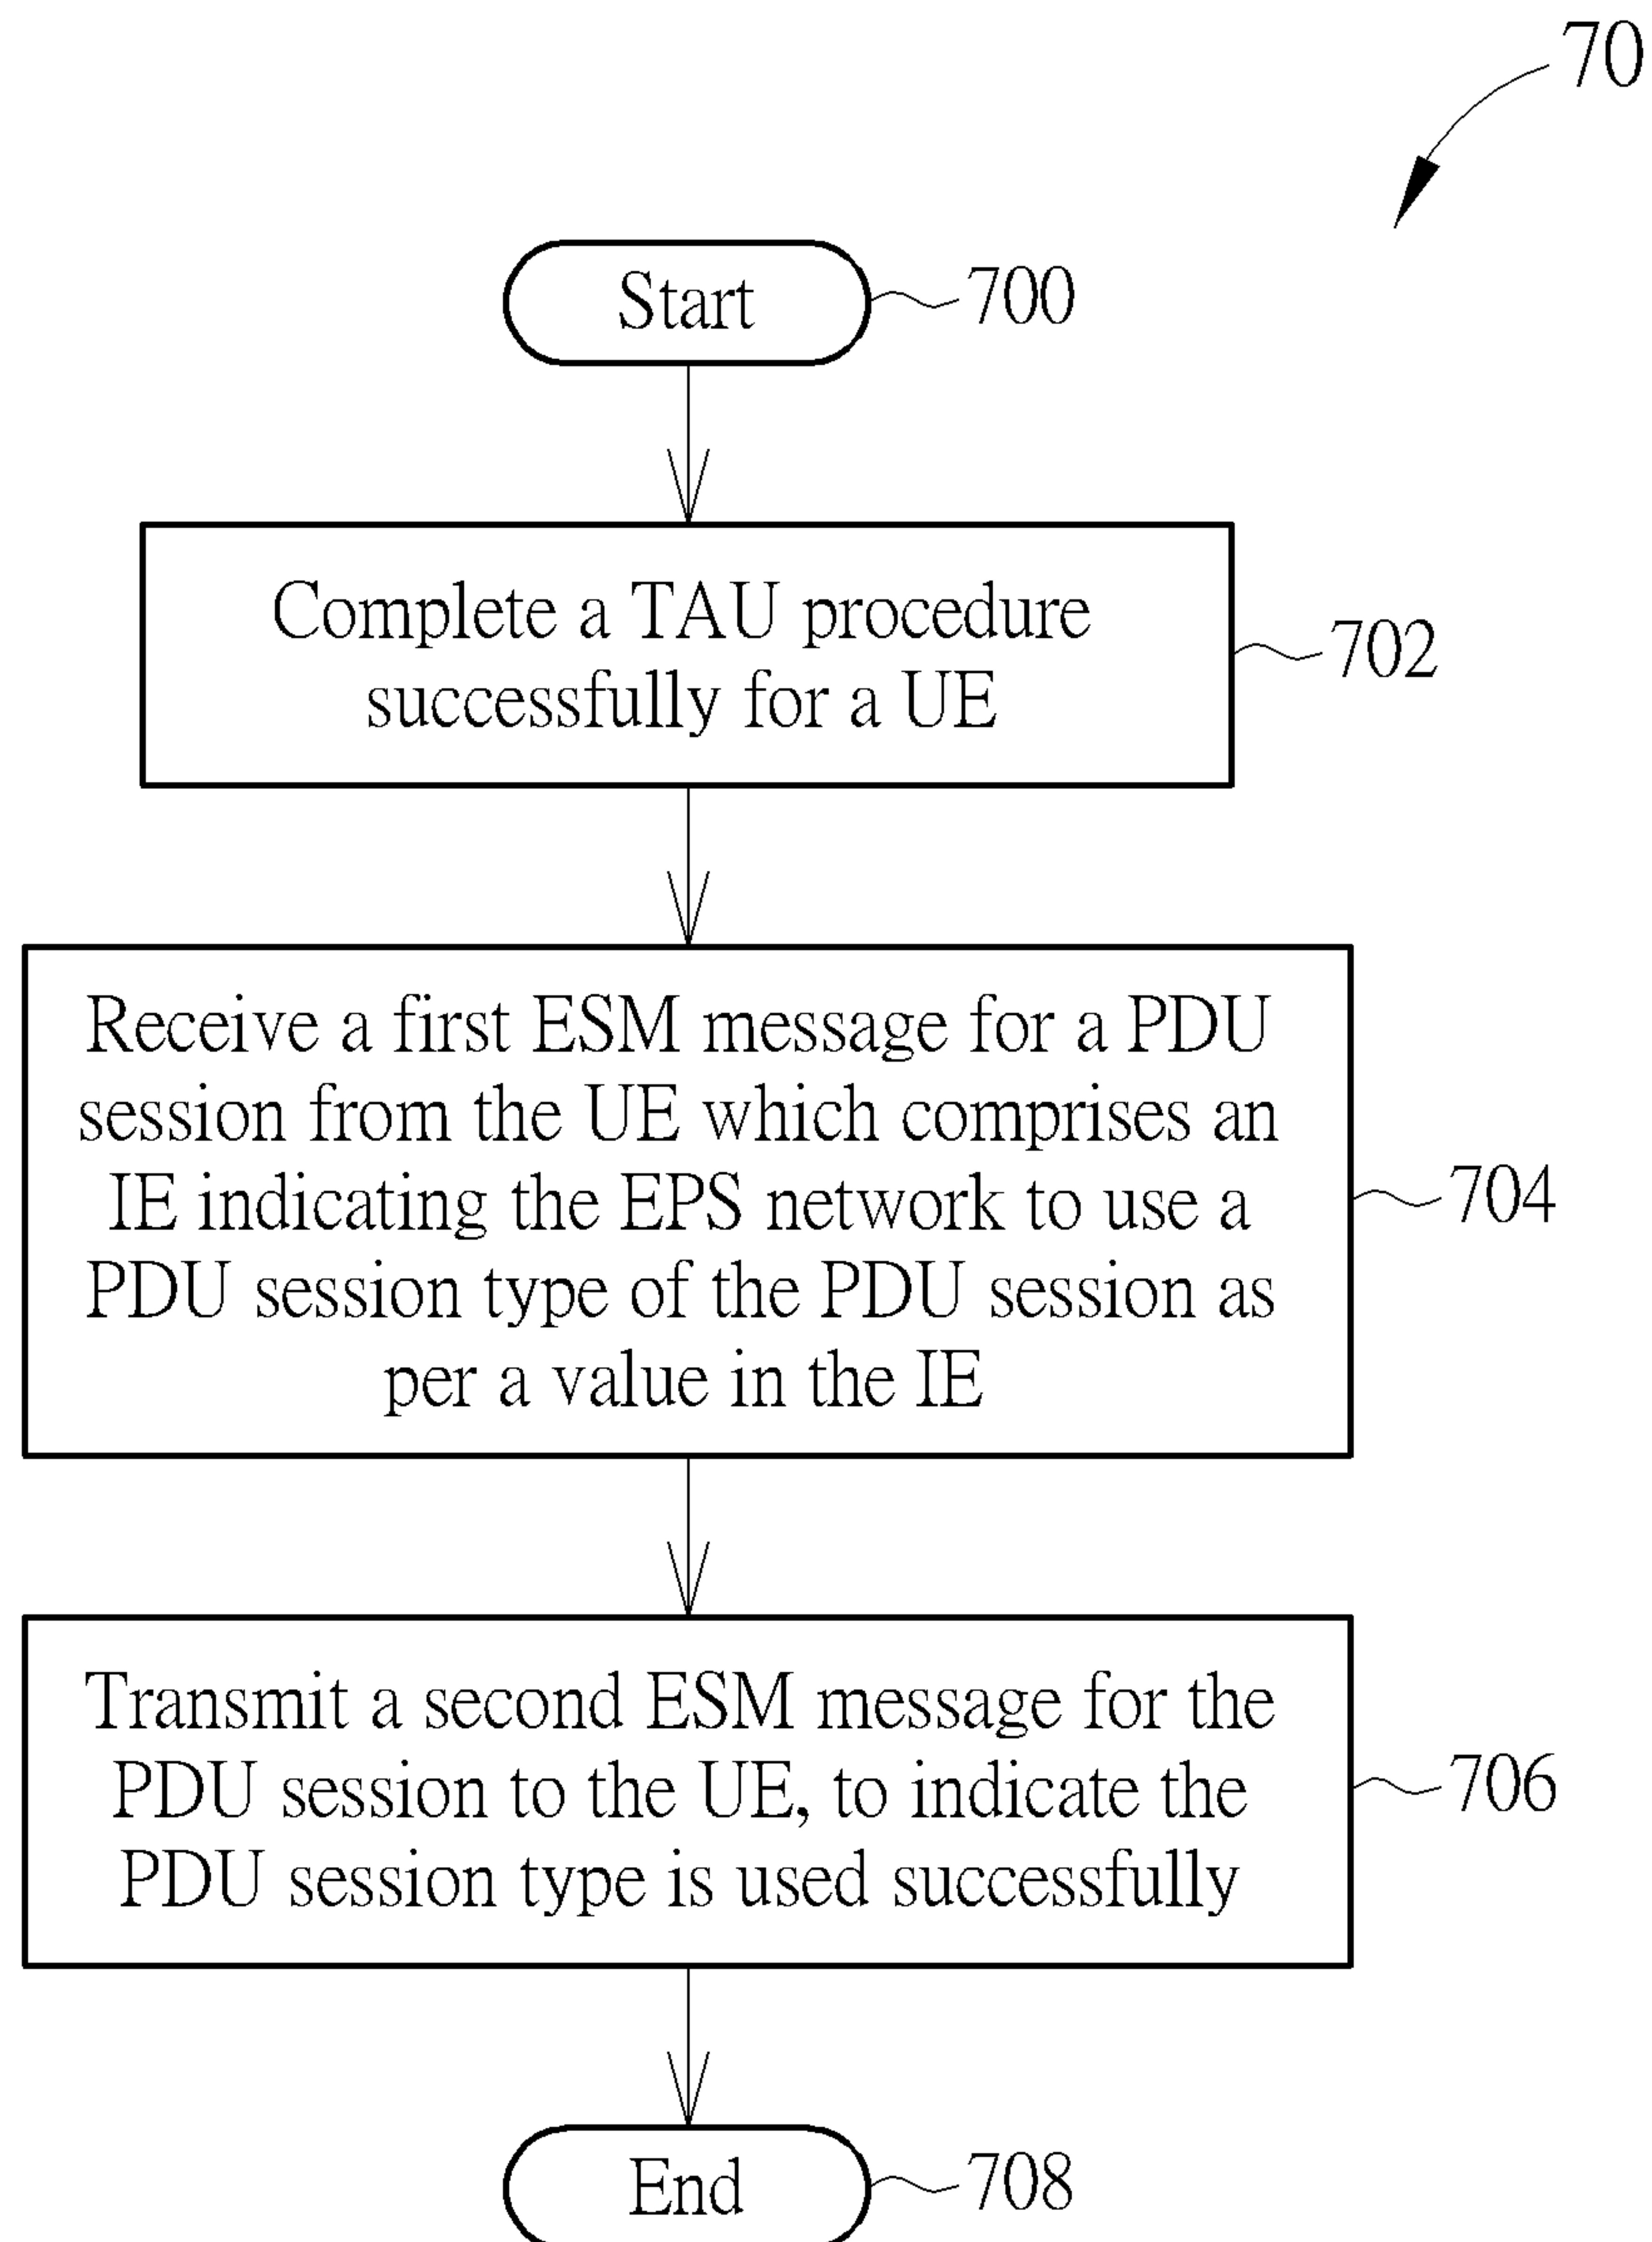 70
Start
700
Complete a TAU procedure
successfully for a UE
702
Receive a first ESM message for a PDU
session from the UE which comprises an
IE indicating the EPS network to use a
PDU session type of the PDU session as
per a value in the IE
704
Transmit a second ESM message for the
PDU session to the UE, to indicate the
PDU session type is used successfully
706
End
708